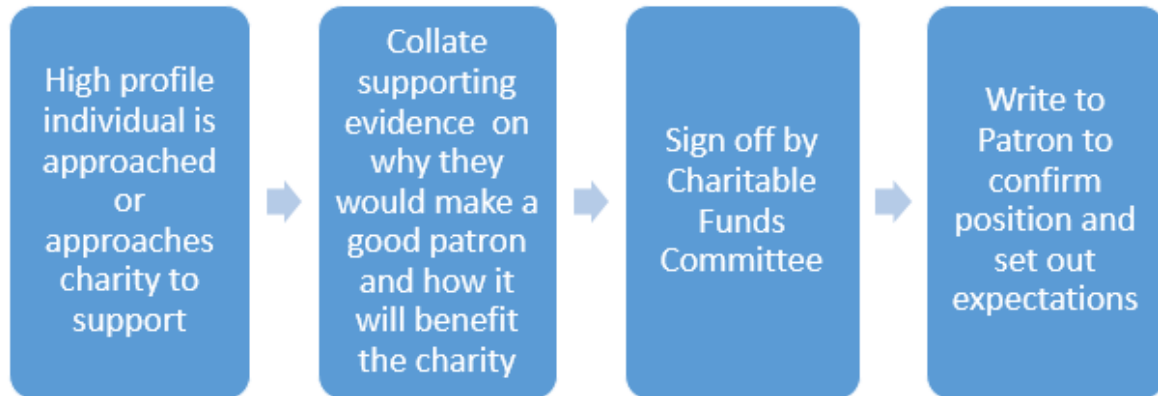 High profile
individual is
approached
or
approaches
charity to
support
Collate
supporting
evidence on
why they
would make a
good patron
and how it
will benefit
the charity
Sign off by
Charitable
Funds
Committee
Write to
Patron to
confirm
position and
set out
expectations